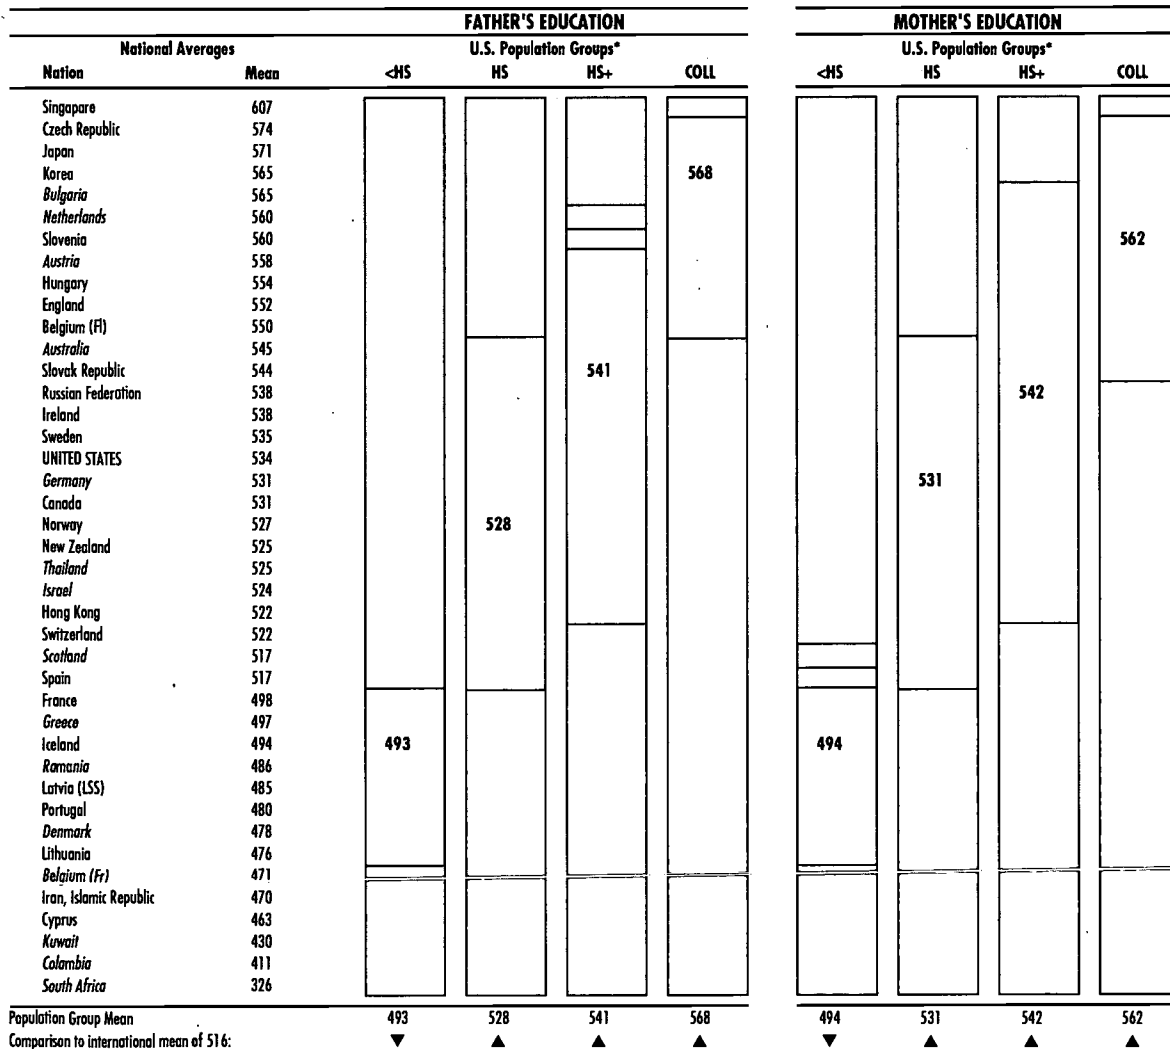 FATHER'S EDUCATION MOTHER'S EDUCATION
National Averages U.S. Population Groups* U.S. Population Groups*
Nation Mean <HS HS HS+ COLL <HS HS HS+ COLL
Singapore 607
Czech Republic 574
Japan 571
Korea 565 568
Bulgaria 565
Netherlands 560
Slovenia 560 562
Austria 558
Hungary 554
England 552
Belgium (Fl) 550
Australia 545
Slovak Republic 544 541
Russian Federation 538 542
Ireland 538
Sweden 535
UNITED STATES 534
Germany 531 531
Canada 531
Norway 527 528
New Zealand 525
Thailand 525
Israel 524
Hong Kong 522
Switzerland 522
Scotland 517
Spain 517
France 498
Greece 497
Iceland 494 493 494
Romania 486
Latvia (LSS) 485
Portugal 480
Denmark 478
Lithuania 476
Belgium (Fr) 471
Iran, Islamic Republic 470
Cyprus 463
Kuwait 430
Colombia 411
South Africa 326
Population Group Mean 493 528 541 568 494 531 542 562
Comparison to international mean of 516: ▼ ▲ ▲ ▲ ▼ ▲ ▲ ▲